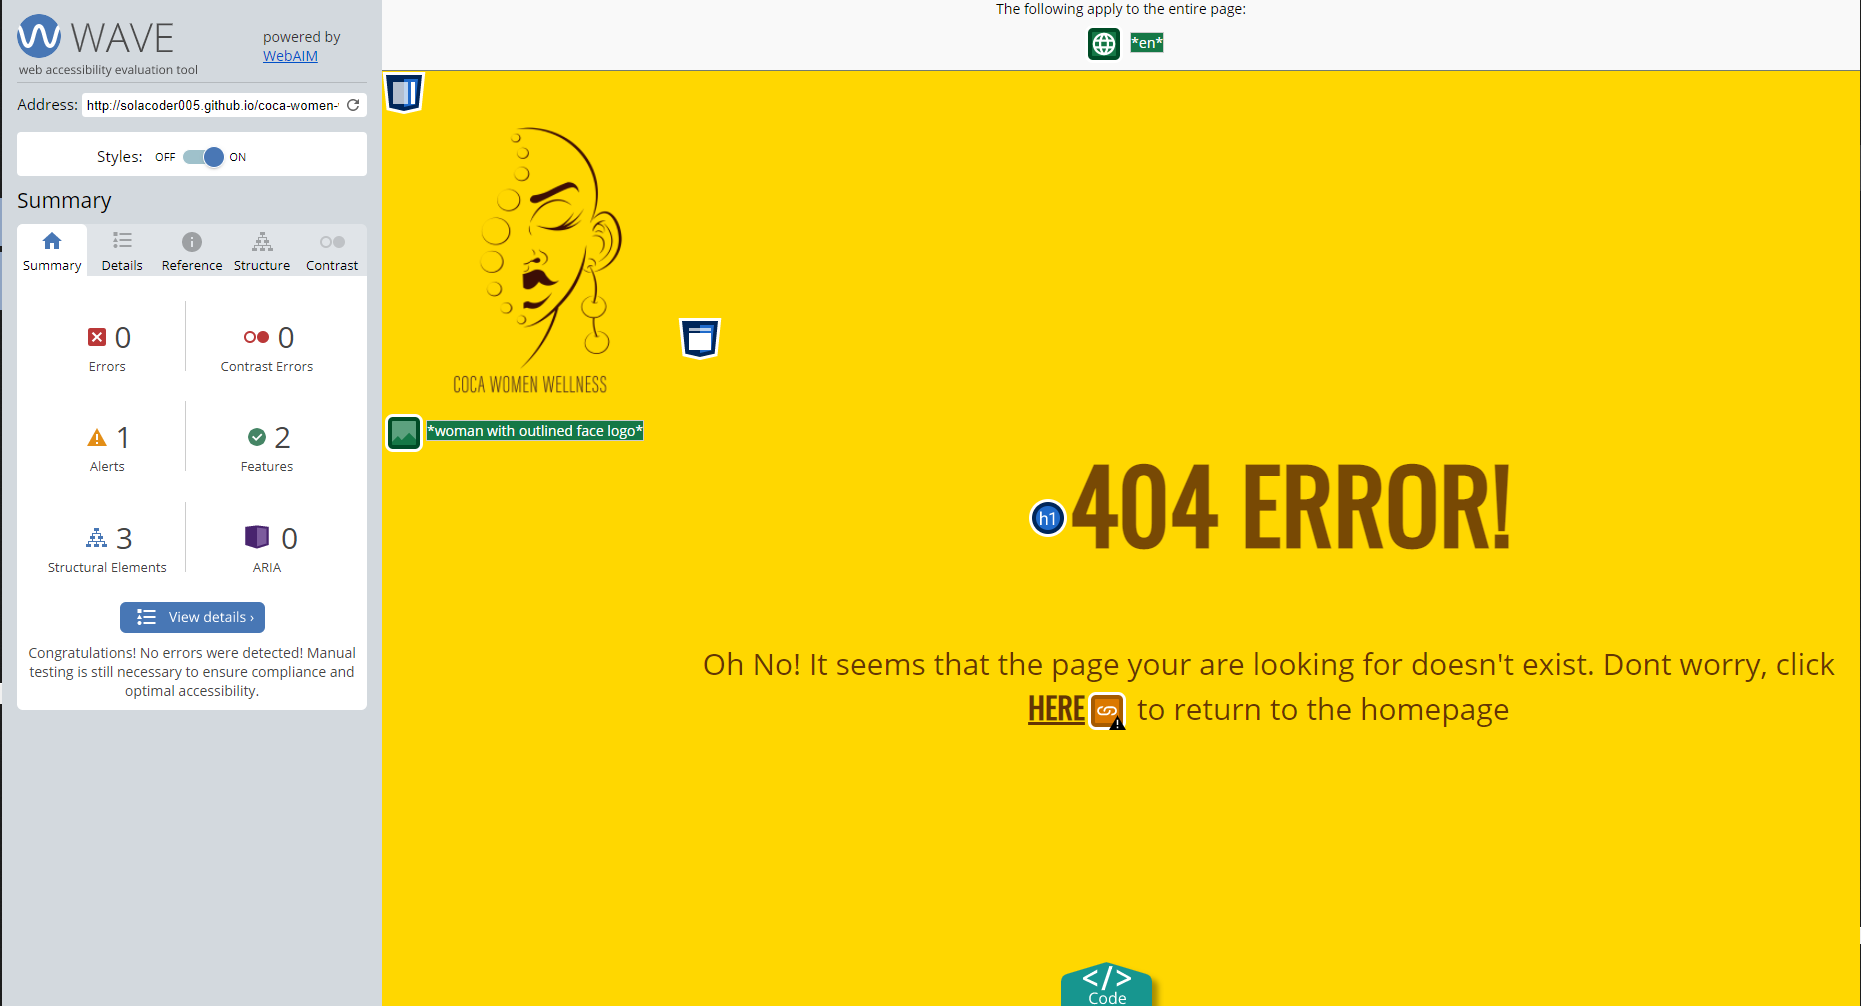 WAVE
powered by
WebAIM
web accessibility evaluation tool
Address: http://solacoder005.github.io/coca-women-
Styles: OFF ON
Summary
Summary Details Reference Structure Contrast
0 0
Errors Contrast Errors
1 2
Alerts Features
3 0
Structural Elements ARIA
View details ›
Congratulations! No errors were detected! Manual
testing is still necessary to ensure compliance and
optimal accessibility.
The following apply to the entire page:
*en*
COCA WOMEN WELLNESS
*woman with outlined face logo*
h1 404 ERROR!
Oh No! It seems that the page your are looking for doesn't exist. Dont worry, click
HERE to return to the homepage
</>
Code